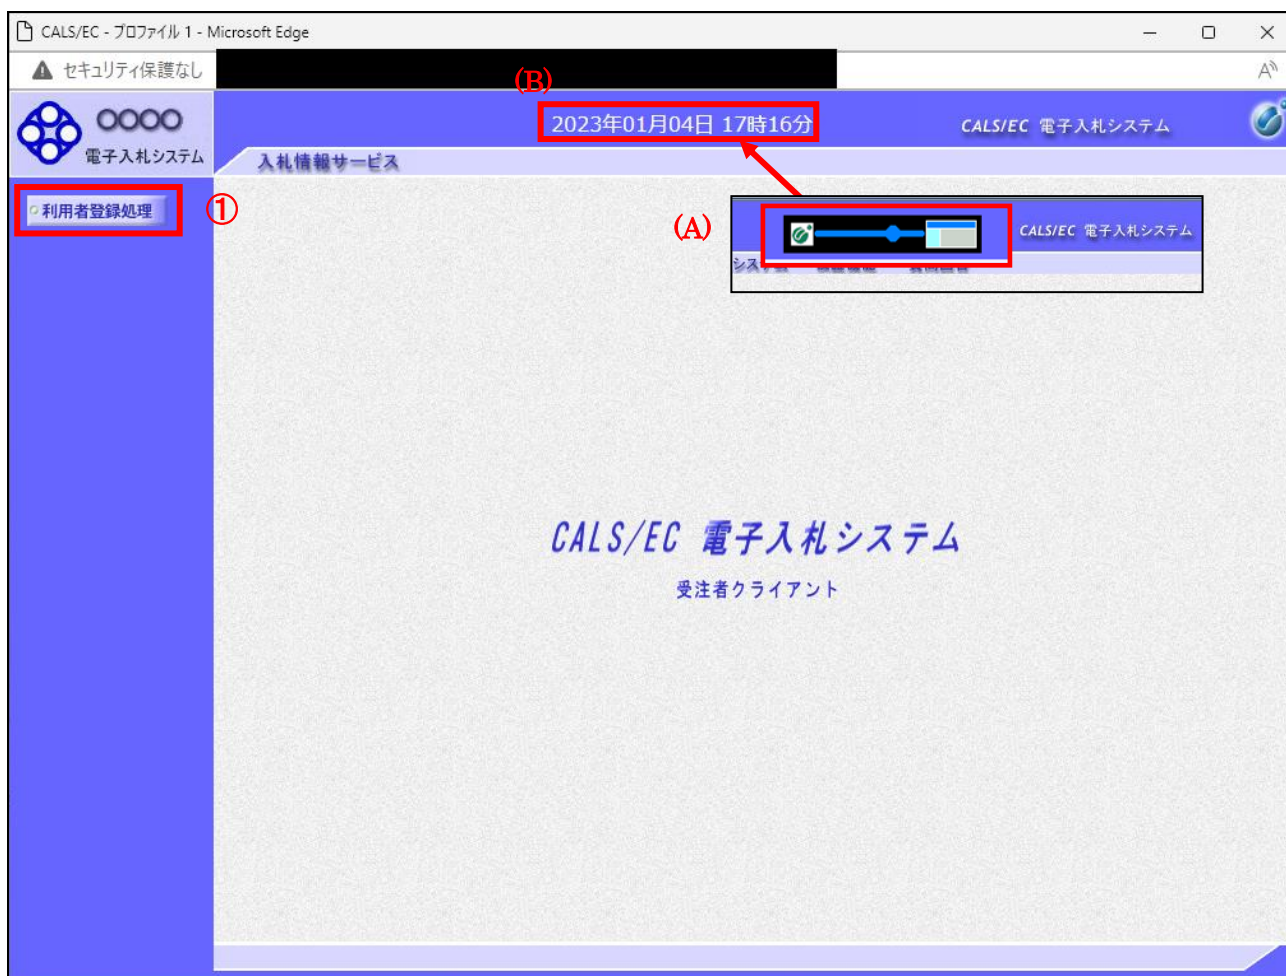 CALS/EC - プロファイル 1 - Microsoft Edge
セキュリティ保護なし
(B)
○○○○
電子入札システム
2023年01月04日 17時16分
CALS/EC 電子入札システム
入札情報サービス
利用者登録処理
①
(A)
CALS/EC 電子入札システム
CALS/EC 電子入札システム
受注者クライアント